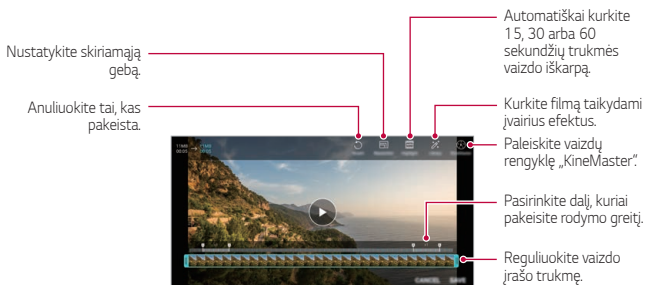 Nustatykite skiriamąją
gebą.
Anuliuokite tai, kas
pakeista.
Automatiškai kurkite
15, 30 arba 60
sekundžių trukmės
vaizdo iškarpą.
Kurkite filmą taikydami
įvairius efektus.
Paleiskite vaizdų
rengyklę „KineMaster".
Pasirinkite dalį, kuriai
pakeisite rodymo greitį.
Reguliuokite vaizdo
įrašo trukmę.
CANCEL SAVE